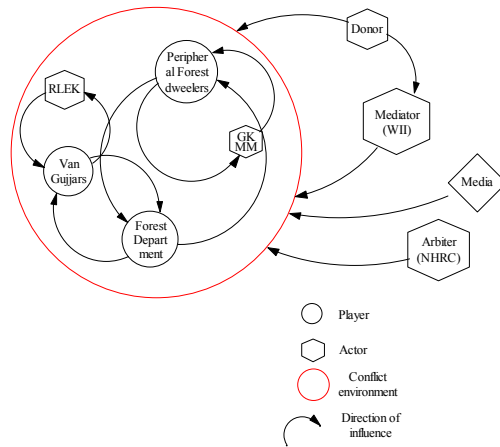 Donor
Peripher
al Forest
dweelers
RLEK
Mediator
(WII)
GK
MM
Van
Gujjars
Media
Forest
Depart
ment
Arbiter
(NHRC)
Player
Actor
Conflict
environment
Direction of
influence